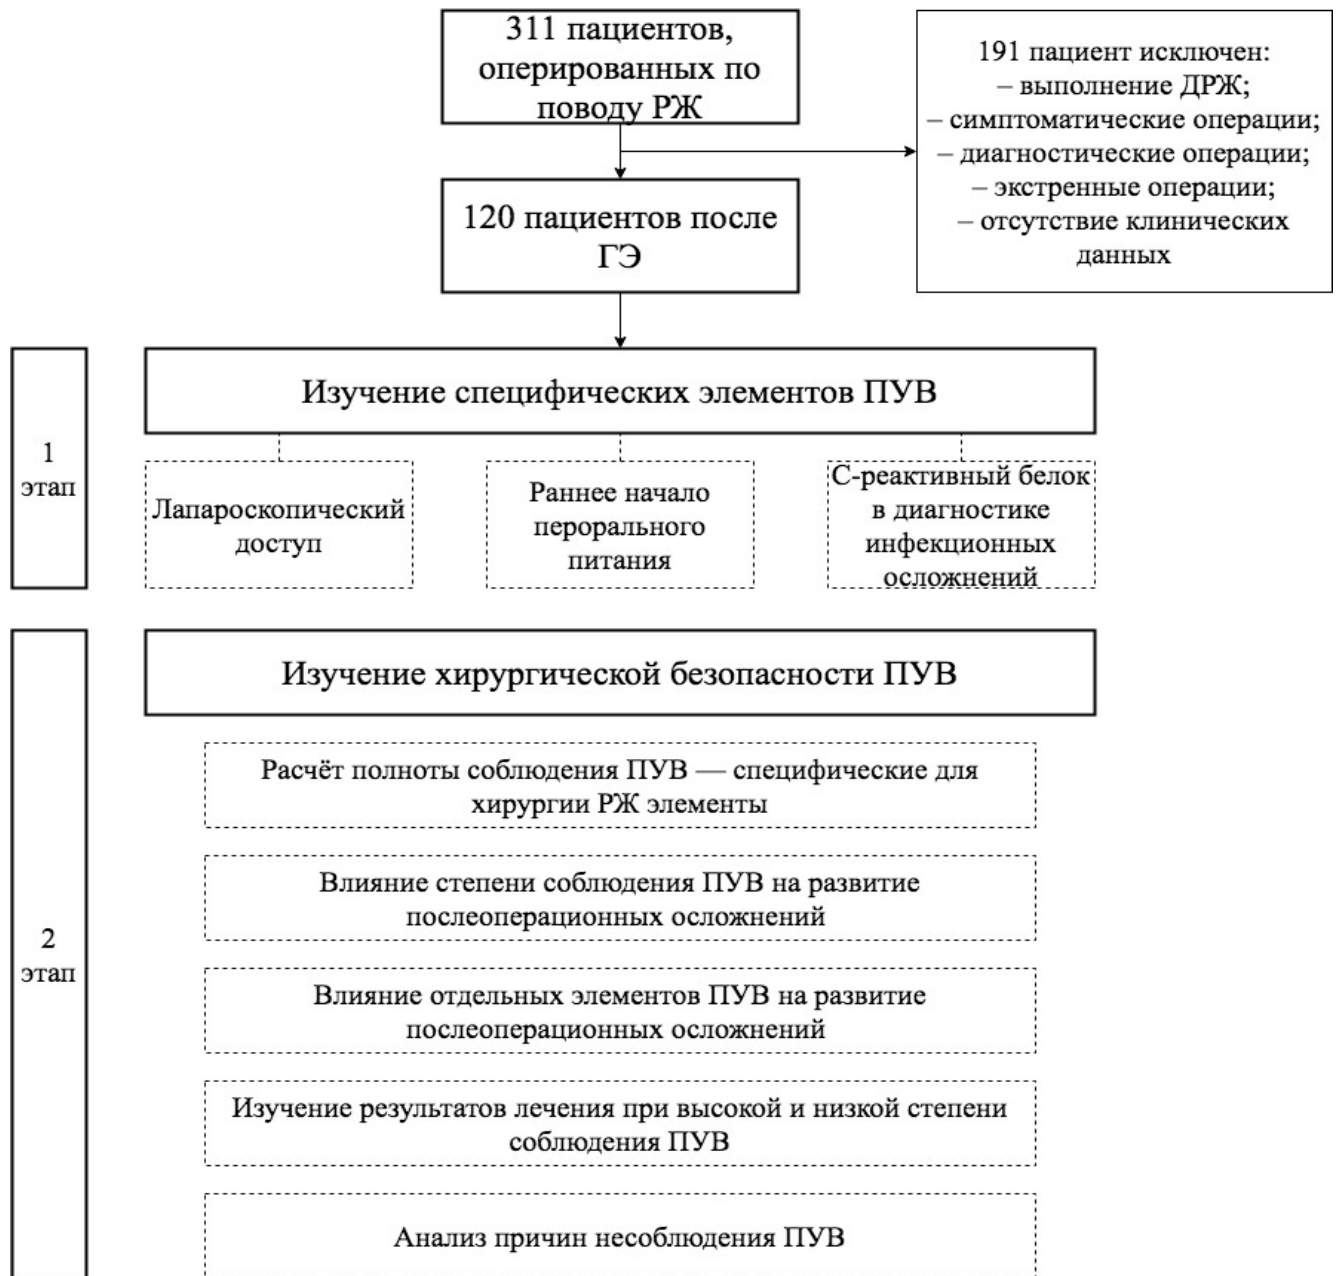 311 пациентов,
оперированных по
поводу РЖ
191 пациент исключен:
– выполнение ДРЖ;
– симптоматические операции;
– диагностические операции;
– экстренные операции;
– отсутствие клинических
данных
120 пациентов после
ГЭ
1
этап
Изучение специфических элементов ПУВ
Лапароскопический
доступ
Раннее начало
перорального
питания
С-реактивный белок
в диагностике
инфекционных
осложнений
2
этап
Изучение хирургической безопасности ПУВ
Расчёт полноты соблюдения ПУВ — специфические для
хирургии РЖ элементы
Влияние степени соблюдения ПУВ на развитие
послеоперационных осложнений
Влияние отдельных элементов ПУВ на развитие
послеоперационных осложнений
Изучение результатов лечения при высокой и низкой степени
соблюдения ПУВ
Анализ причин несоблюдения ПУВ